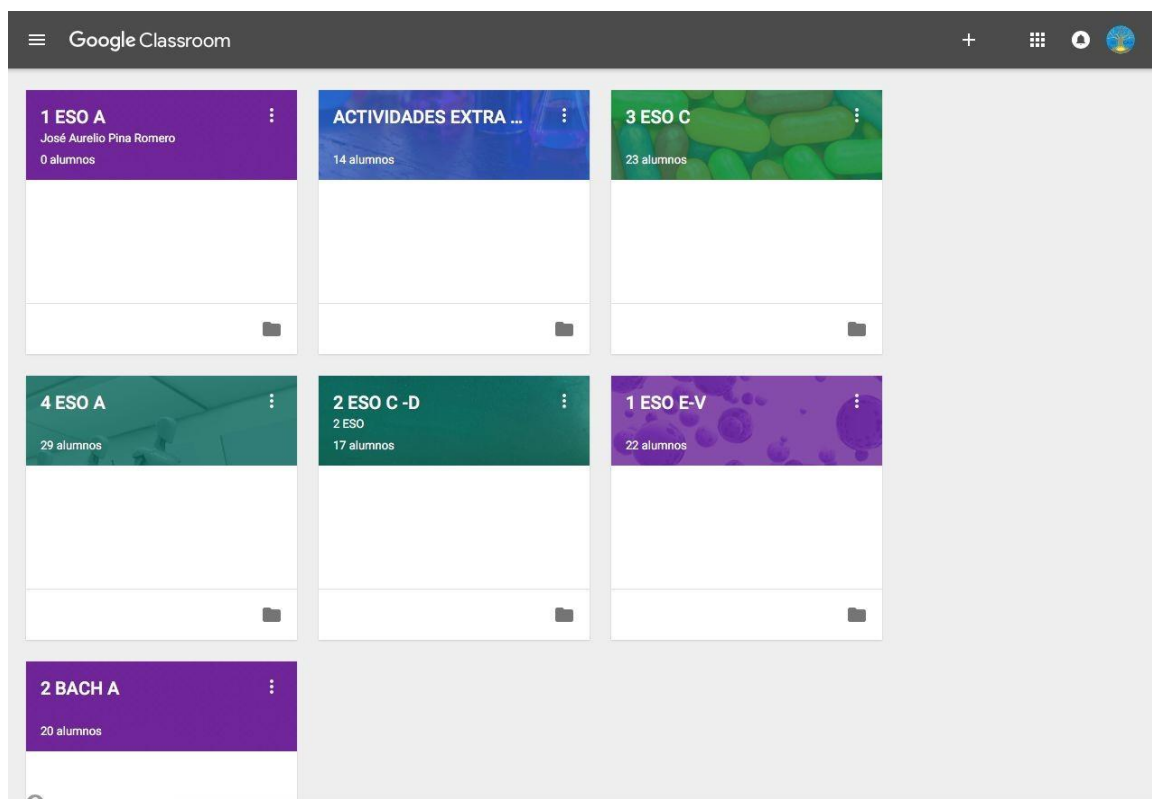 Google Classroom
1 ESO A
José Aurelio Pina Romero
0 alumnos
ACTIVIDADES EXTRA ...
14 alumnos
3 ESO C
23 alumnos
4 ESO A
29 alumnos
2 ESO C -D
2 ESO
17 alumnos
1 ESO E-V
22 alumnos
2 BACH A
20 alumnos